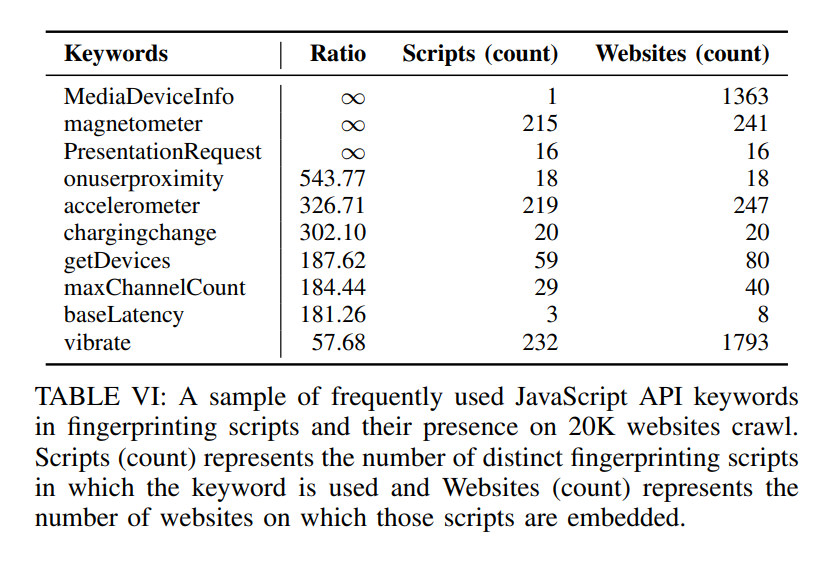 Keywords Ratio Scripts (count) Websites (count)
MediaDeviceInfo ∞ 1 1363
magnetometer ∞ 215 241
PresentationRequest ∞ 16 16
onuserproximity 543.77 18 18
accelerometer 326.71 219 247
chargingchange 302.10 20 20
getDevices 187.62 59 80
maxChannelCount 184.44 29 40
baseLatency 181.26 3 8
vibrate 57.68 232 1793
TABLE VI: A sample of frequently used JavaScript API keywords
in fingerprinting scripts and their presence on 20K websites crawl.
Scripts (count) represents the number of distinct fingerprinting scripts
in which the keyword is used and Websites (count) represents the
number of websites on which those scripts are embedded.